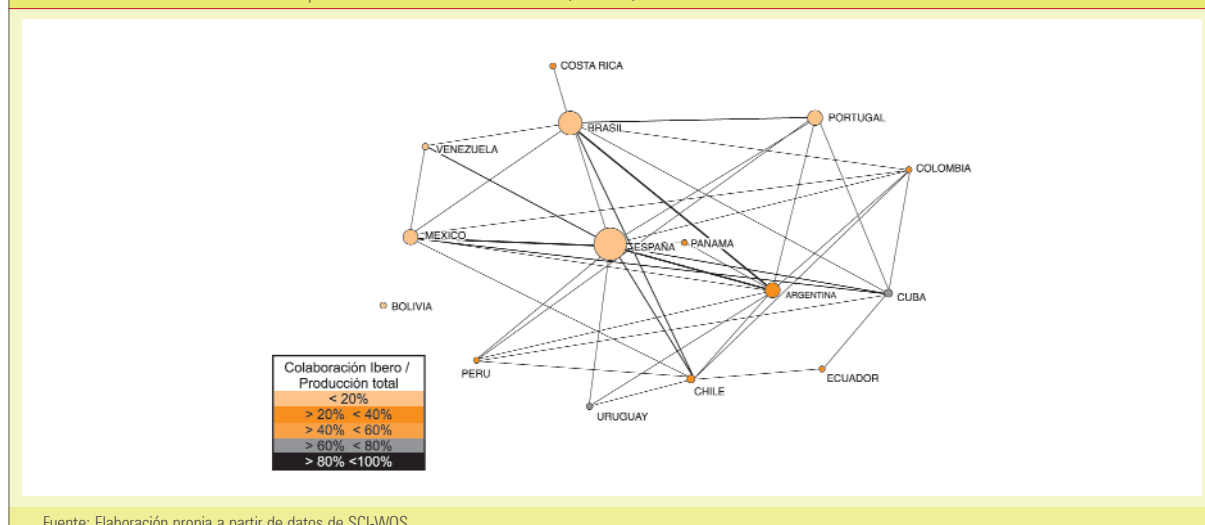 COSTA RICA
BRASIL
PORTUGAL
VENEZUELA
COLOMBIA
MEXICO
ESPAÑA
PANAMA
ARGENTINA
CUBA
BOLIVIA
PERU
ECUADOR
CHILE
URUGUAY
Colaboración Ibero /
Producción total
< 20%
> 20% < 40%
> 40% < 60%
> 60% < 80%
> 80% <100%
Fuente: Elaboración propia a partir de datos de SCI-WOS